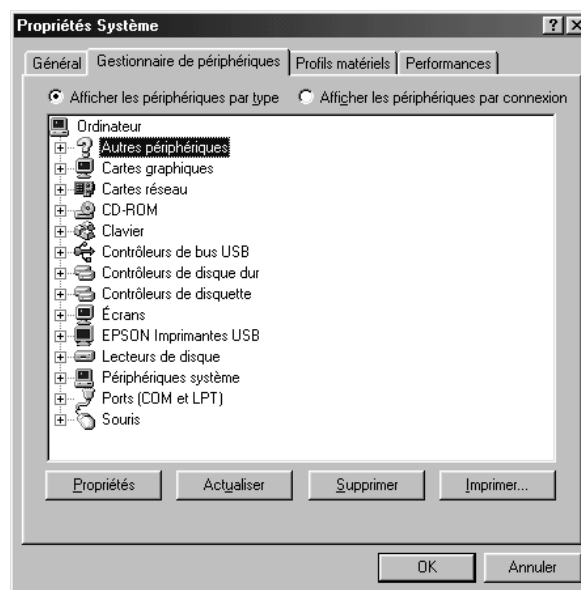 Propriétés Système
Général Gestionnaire de périphériques Profils matériels Performances
Afficher les périphériques par type Afficher les périphériques par connexion
Ordinateur
Autres périphériques
Cartes graphiques
Cartes réseau
CD-ROM
Clavier
Contrôleurs de bus USB
Contrôleurs de disque dur
Contrôleurs de disquette
Écrans
EPSON Imprimantes USB
Lecteurs de disque
Périphériques système
Ports (COM et LPT)
Souris
Propriétés Actualiser Supprimer Imprimer...
OK Annuler